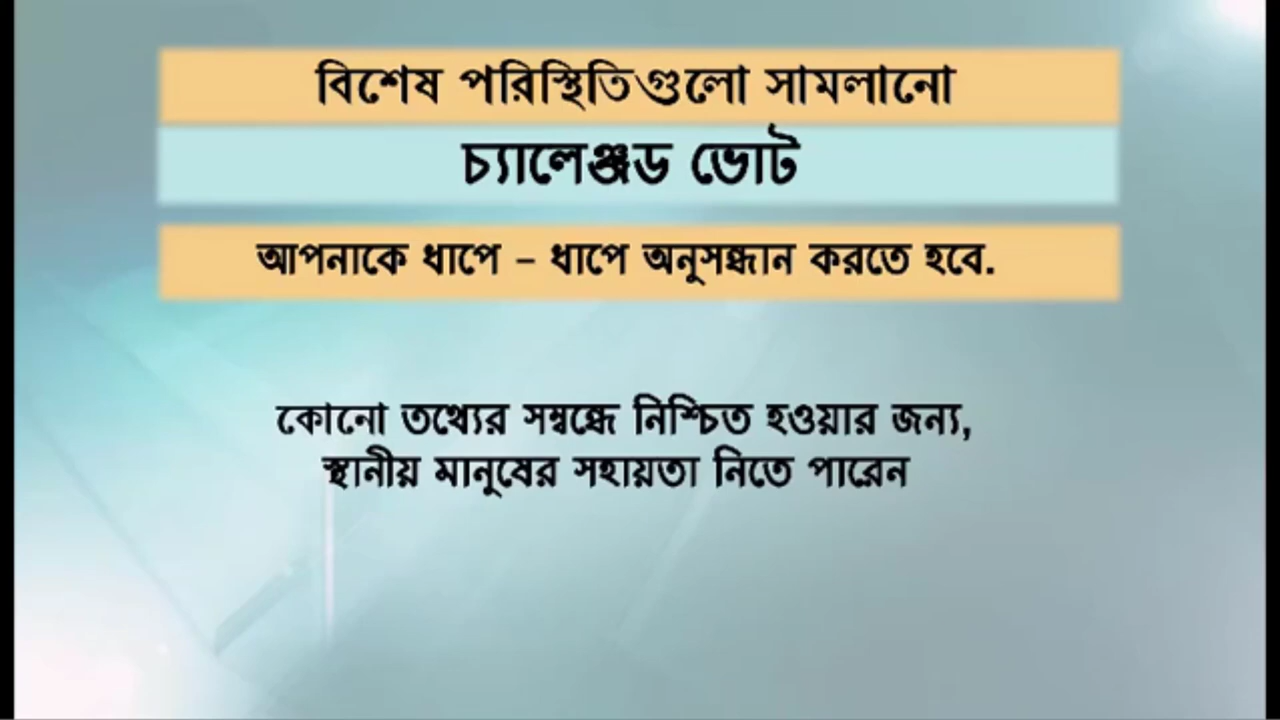 বিশেষ পরিস্থিতিগুলো সামলানো
চ্যালেঞ্জড ভোট
আপনাকে ধাপে – ধাপে অনুসন্ধান করতে হবে.
কোনো তথ্যের সম্বন্ধে নিশ্চিত হওয়ার জন্য,
স্থানীয় মানুষের সহায়তা নিতে পারেন